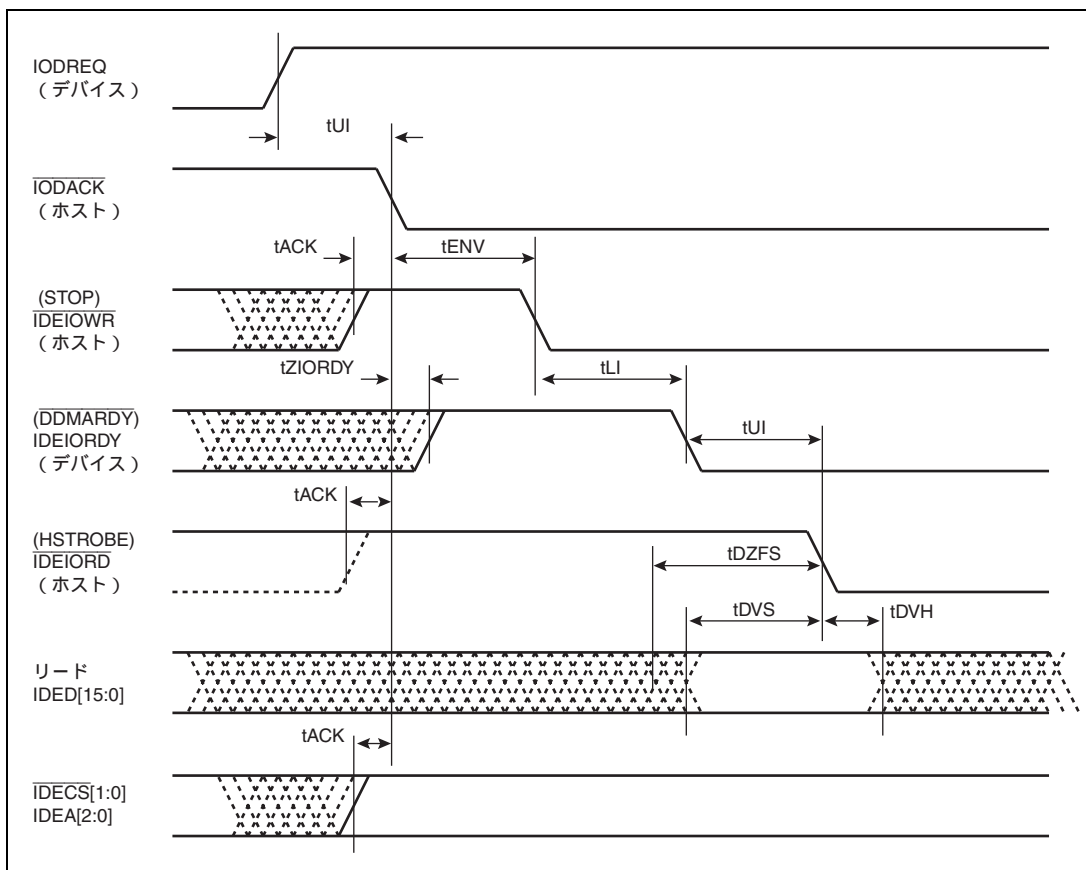 IODREQ
（デバイス）
tUI
IODACK
（ホスト）
tACK
tENV
(STOP)
IDEIOWR
（ホスト）
tZIORDY
tLI
(DDMARDY)
IDEIORDY
（デバイス）
tUI
tACK
(HSTROBE)
IDEIORD
（ホスト）
tDZFS
tDVS
tDVH
リード
IDED[15:0]
tACK
IDECS[1:0]
IDEA[2:0]